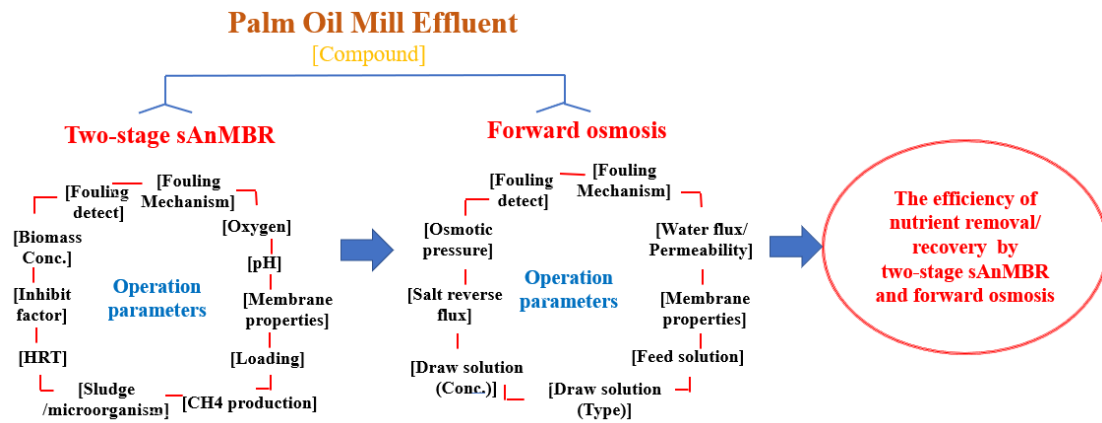 Palm Oil Mill Effluent
[Compound]
Two-stage sAnMBR
[Fouling
detect]
[Fouling
Mechanism]
[Oxygen]
[pH]
[Membrane
properties]
[Loading]
[CH4 production]
[Sludge
/microorganism]
[HRT]
[Inhibit
factor]
[Biomass
Conc.]
Operation
parameters
Forward osmosis
[Fouling
detect]
[Fouling
Mechanism]
[Water flux/
Permeability]
[Membrane
properties]
[Feed solution]
[Draw solution
(Type)]
[Draw solution
(Conc.)]
[Salt reverse
flux]
[Osmotic
pressure]
Operation
parameters
The efficiency of
nutrient removal/
recovery by
two-stage sAnMBR
and forward osmosis